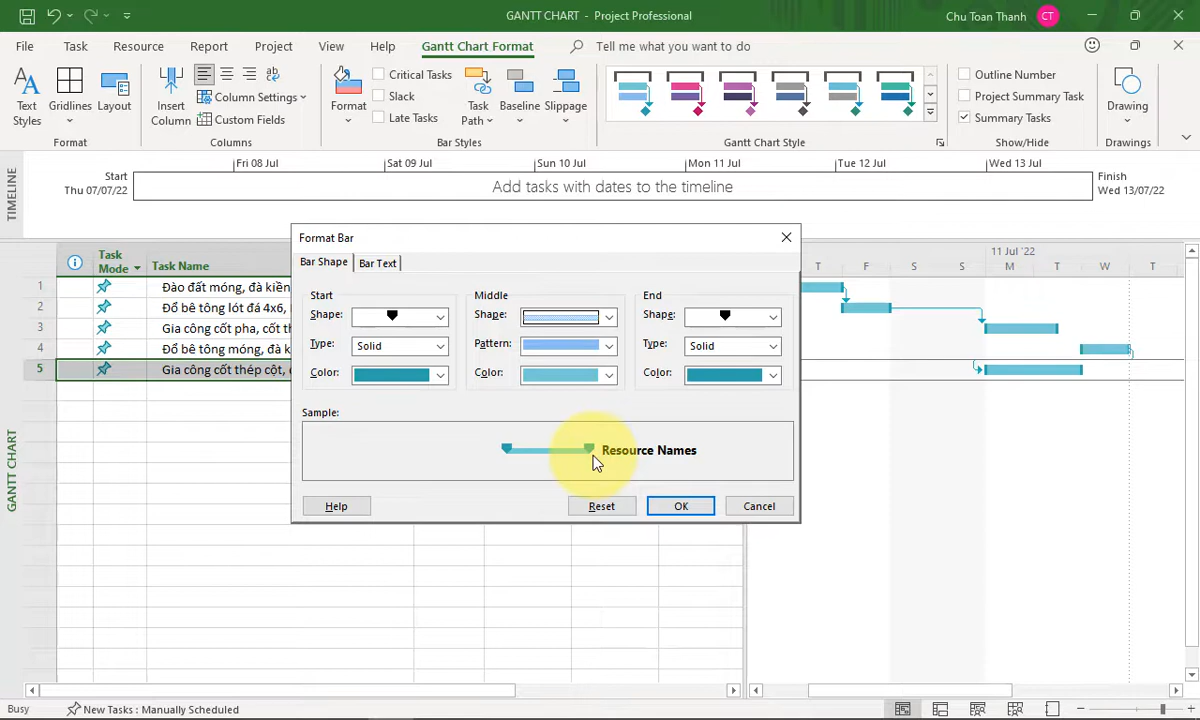 GANTT CHART - Project Professional
Chu Toan Thanh CT
File Task Resource Report Project View Help Gantt Chart Format Tell me what you want to do
Text Styles
Gridlines
Layout
Format
Insert Column
Column Settings
Custom Fields
Columns
Format
Critical Tasks
Slack
Late Tasks
Task Path
Baseline
Slippage
Bar Styles
Gantt Chart Style
Outline Number
Project Summary Task
Summary Tasks
Show/Hide
Drawing
Drawings
TIMELINE
Fri 08 Jul Sat 09 Jul Sun 10 Jul Mon 11 Jul Tue 12 Jul Wed 13 Jul
Start
Thu 07/07/22
Add tasks with dates to the timeline
Finish
Wed 13/07/22
GANTT CHART
Task Mode
Task Name
1 Đào đất móng, đà kiền
2 Đổ bê tông lót đá 4x6,
3 Gia công cốt pha, cốt th
4 Đổ bê tông móng, đà k
5 Gia công cốt thép cột,
11 Jul '22
T F S S M T W T
Format Bar
Bar Shape Bar Text
Start Middle End
Shape: Shape: Shape:
Type: Solid Pattern: Type: Solid
Color: Color: Color:
Sample:
Resource Names
Help Reset OK Cancel
Busy New Tasks : Manually Scheduled